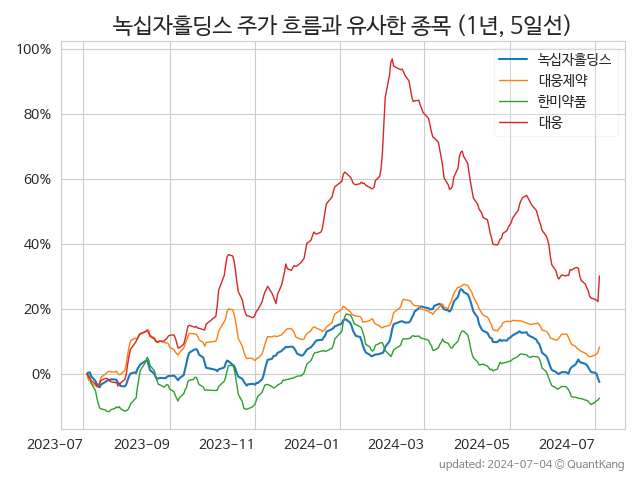 녹십자홀딩스 주가 흐름과 유사한 종목 (1년, 5일선)
100%
80%
60%
40%
20%
0%
녹십자홀딩스
대웅제약
한미약품
대웅
2023-07
2023-09
2023-11
2024-01
2024-03
2024-05
2024-07
updated: 2024-07-04 © QuantKang